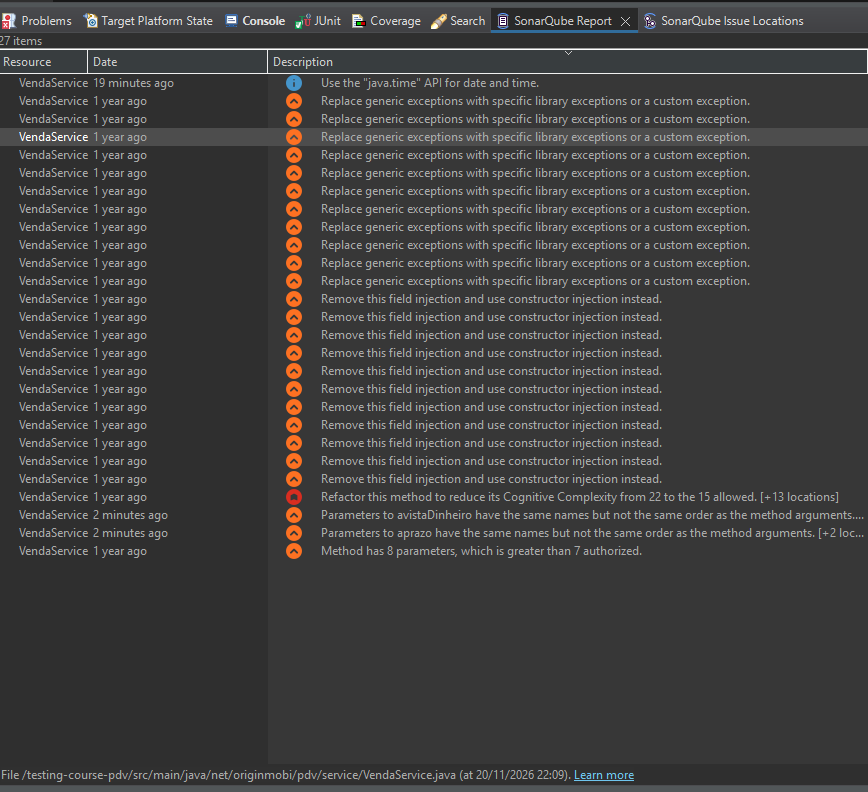 Problems Target Platform State Console JUnit Coverage Search SonarQube Report SonarQube Issue Locations
27 items
Resource Date Description
VendaService 19 minutes ago Use the "java.time" API for date and time.
VendaService 1 year ago Replace generic exceptions with specific library exceptions or a custom exception.
VendaService 1 year ago Replace generic exceptions with specific library exceptions or a custom exception.
VendaService 1 year ago Replace generic exceptions with specific library exceptions or a custom exception.
VendaService 1 year ago Replace generic exceptions with specific library exceptions or a custom exception.
VendaService 1 year ago Replace generic exceptions with specific library exceptions or a custom exception.
VendaService 1 year ago Replace generic exceptions with specific library exceptions or a custom exception.
VendaService 1 year ago Replace generic exceptions with specific library exceptions or a custom exception.
VendaService 1 year ago Replace generic exceptions with specific library exceptions or a custom exception.
VendaService 1 year ago Replace generic exceptions with specific library exceptions or a custom exception.
VendaService 1 year ago Replace generic exceptions with specific library exceptions or a custom exception.
VendaService 1 year ago Replace generic exceptions with specific library exceptions or a custom exception.
VendaService 1 year ago Remove this field injection and use constructor injection instead.
VendaService 1 year ago Remove this field injection and use constructor injection instead.
VendaService 1 year ago Remove this field injection and use constructor injection instead.
VendaService 1 year ago Remove this field injection and use constructor injection instead.
VendaService 1 year ago Remove this field injection and use constructor injection instead.
VendaService 1 year ago Remove this field injection and use constructor injection instead.
VendaService 1 year ago Remove this field injection and use constructor injection instead.
VendaService 1 year ago Remove this field injection and use constructor injection instead.
VendaService 1 year ago Remove this field injection and use constructor injection instead.
VendaService 1 year ago Remove this field injection and use constructor injection instead.
VendaService 1 year ago Remove this field injection and use constructor injection instead.
VendaService 1 year ago Refactor this method to reduce its Cognitive Complexity from 22 to the 15 allowed. [+13 locations]
VendaService 2 minutes ago Parameters to avistaDinheiro have the same names but not the same order as the method arguments....
VendaService 2 minutes ago Parameters to aprazo have the same names but not the same order as the method arguments. [+2 loc...
VendaService 1 year ago Method has 8 parameters, which is greater than 7 authorized.
File /testing-course-pdv/src/main/java/net/originmobi/pdv/service/VendaService.java (at 20/11/2026 22:09). Learn more